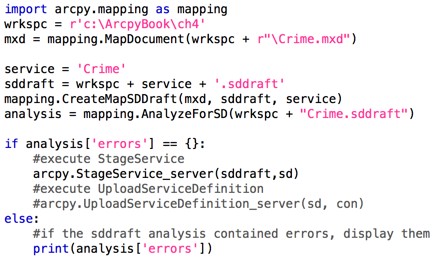 import arcpy.mapping as mapping
wrkspc = r'c:\ArcpyBook\ch4'
mxd = mapping.MapDocument(wrkspc + r"\Crime.mxd")
service = 'Crime'
sddraft = wrkspc + service + '.sddraft'
mapping.CreateMapSDDraft(mxd, sddraft, service)
analysis = mapping.AnalyzeForSD(wrkspc + "Crime.sddraft")
if analysis['errors'] == {}:
    #execute StageService
    arcpy.StageService_server(sddraft,sd)
    #execute UploadServiceDefinition
    #arcpy.UploadServiceDefinition_server(sd, con)
else:
    #if the sddraft analysis contained errors, display them
    print(analysis['errors'])